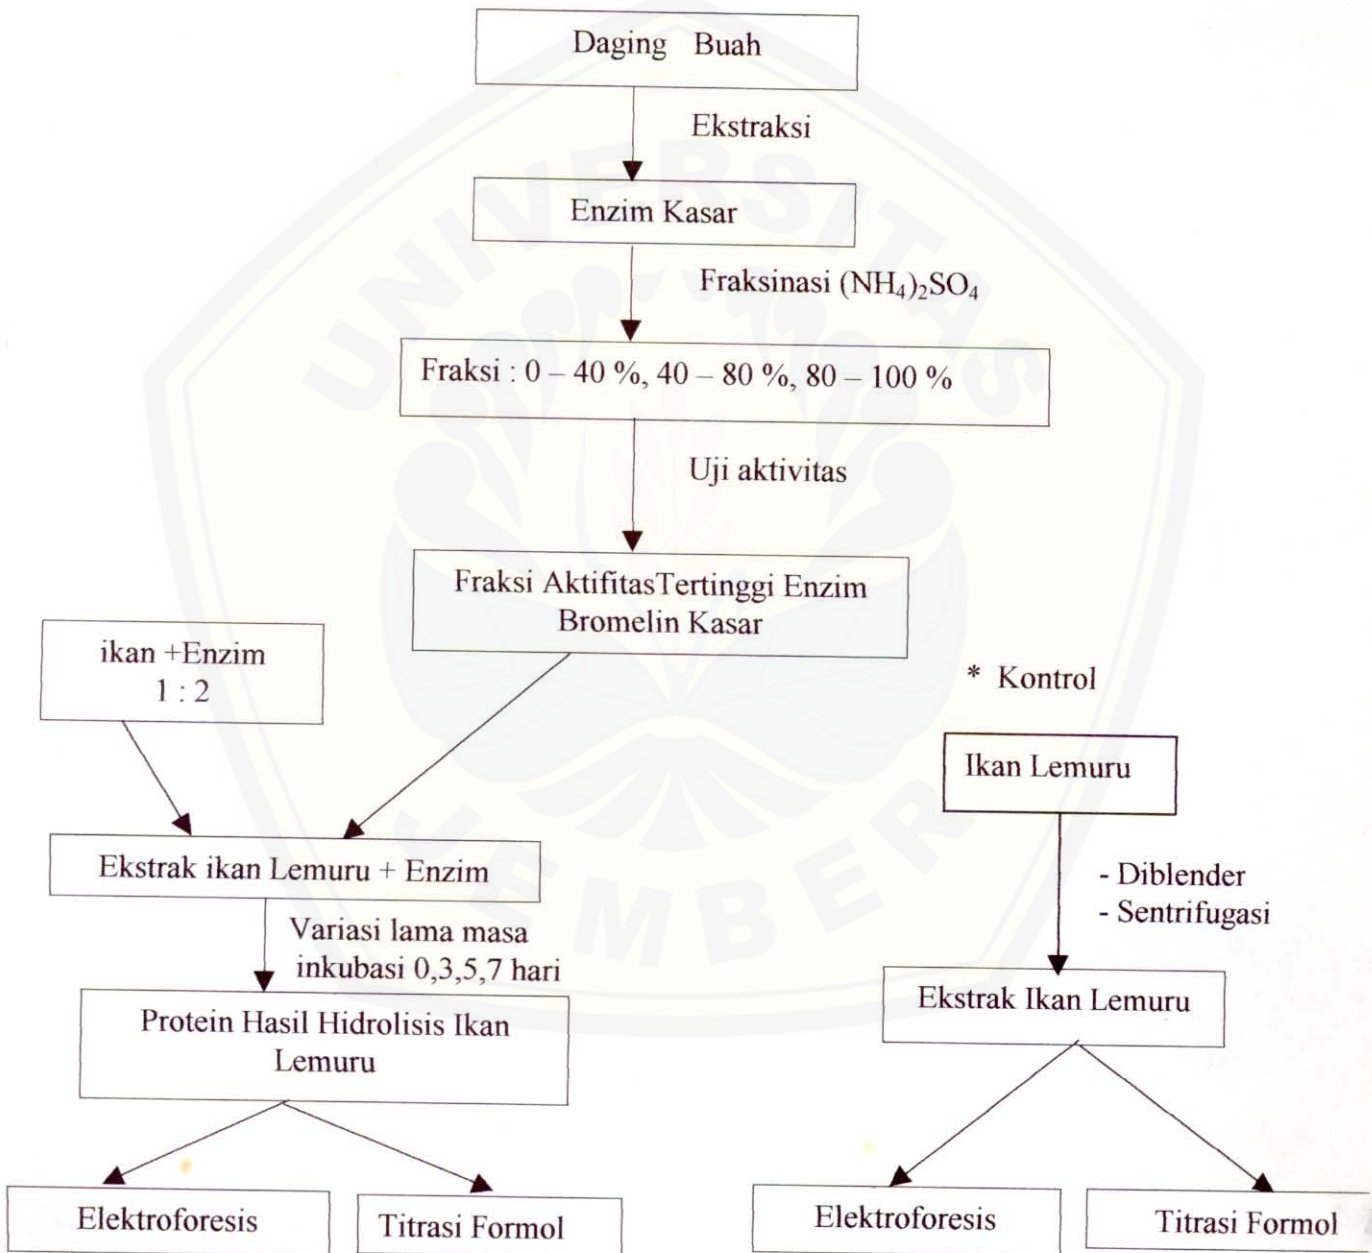 Daging Buah
Ekstraksi
Enzim Kasar
Fraksinasi (NH₄)₂SO₄
Fraksi : 0 – 40 %, 40 – 80 %, 80 – 100 %
Uji aktivitas
Fraksi AktifitasTertinggi Enzim
Bromelin Kasar
ikan +Enzim
1 : 2
Ekstrak ikan Lemuru + Enzim
Variasi lama masa
inkubasi 0,3,5,7 hari
Protein Hasil Hidrolisis Ikan
Lemuru
Elektroforesis
Titrasi Formol
* Kontrol
Ikan Lemuru
- Diblender
- Sentrifugasi
Ekstrak Ikan Lemuru
Elektroforesis
Titrasi Formol
UNIVERSITAS
JEMBER